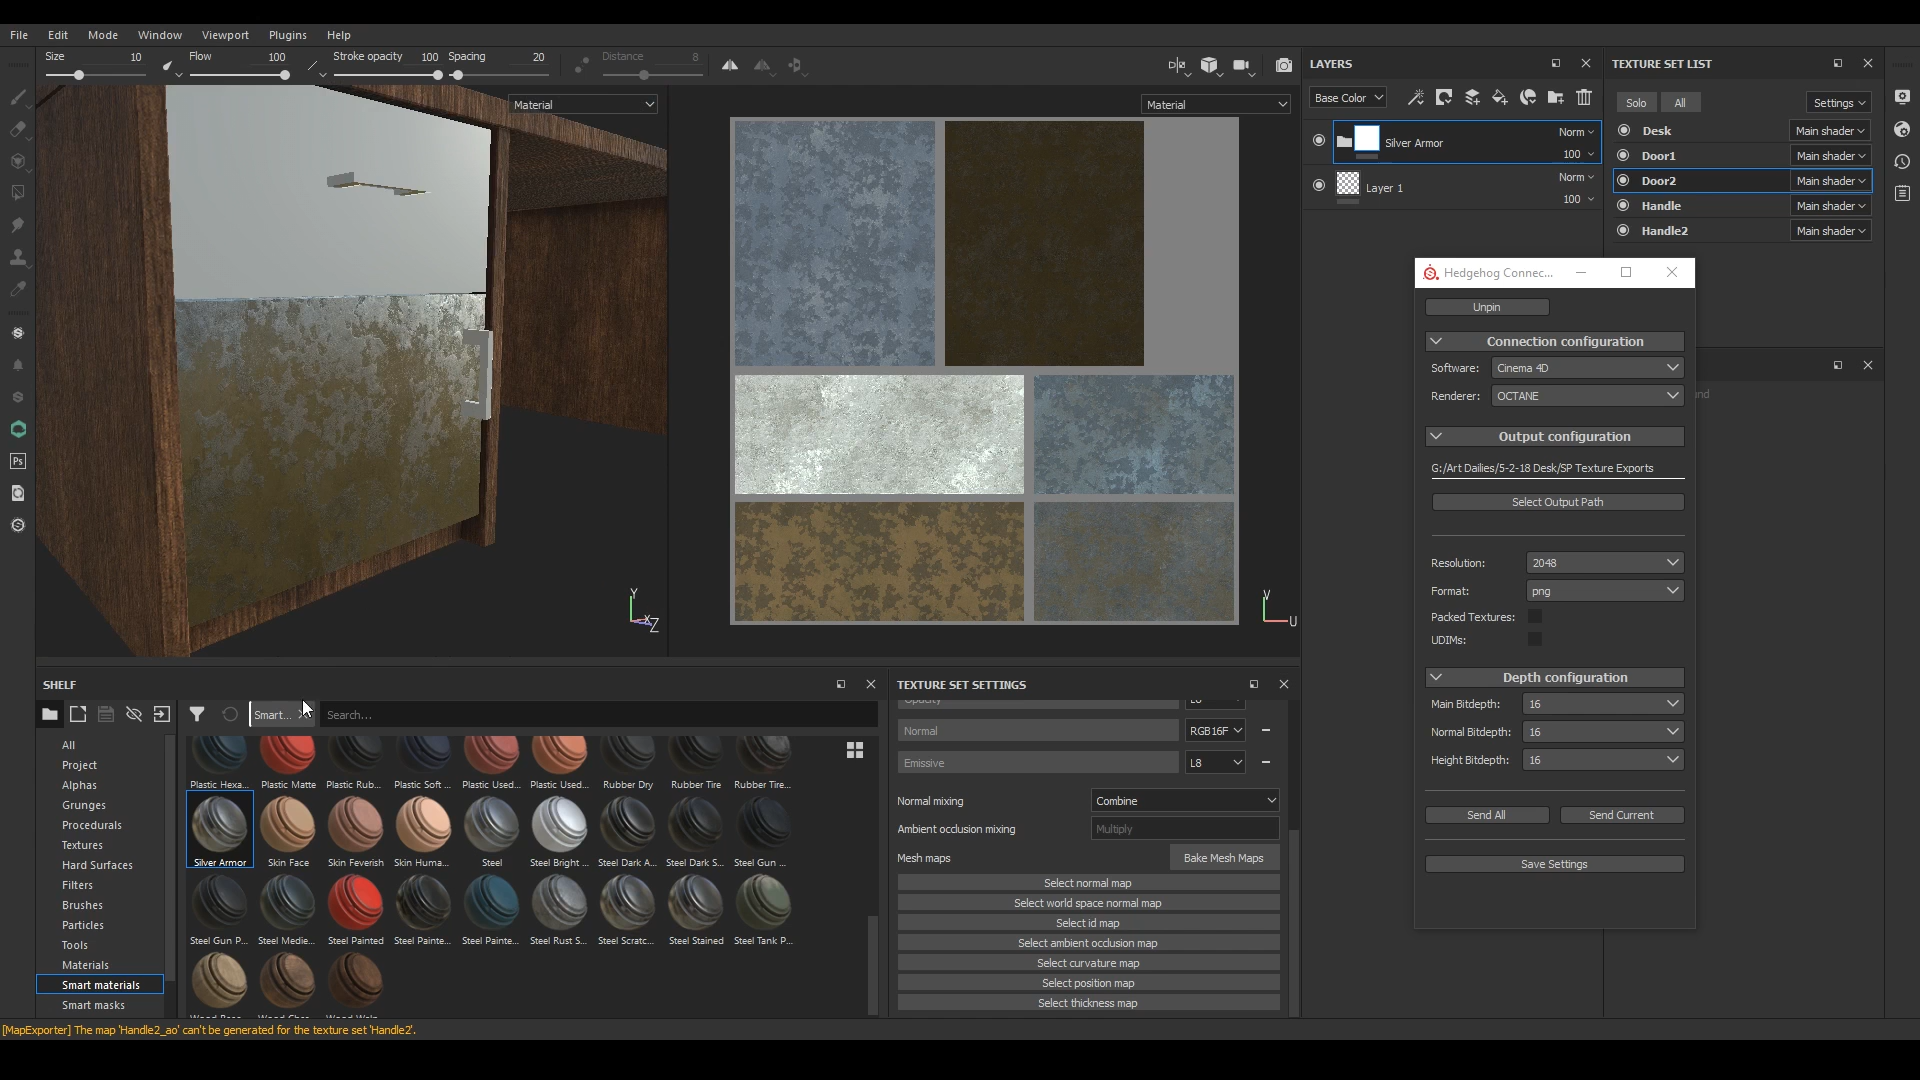 File Edit Mode Window Viewport Plugins Help
Size 10 Flow 100 Stroke opacity 100 Spacing 20 Distance 8
Material
Material
Y
X
Z
V
U
LAYERS
Base Color
Silver Armor Norm
100
Layer 1 Norm
100
TEXTURE SET LIST
Solo All Settings
Desk Main shader
Door1 Main shader
Door2 Main shader
Handle Main shader
Handle2 Main shader
Hedgehog Connec...
Unpin
Connection configuration
Software: Cinema 4D
Renderer: OCTANE
Output configuration
G:/Art Dailies/5-2-18 Desk/SP Texture Exports
Select Output Path
Resolution: 2048
Format: png
Packed Textures:
UDIMs:
Depth configuration
Main Bitdepth: 16
Normal Bitdepth: 16
Height Bitdepth: 16
Send All Send Current
Save Settings
Ps
SHELF
Smart... Search...
All
Project
Alphas
Grunges
Procedurals
Textures
Hard Surfaces
Filters
Brushes
Particles
Tools
Materials
Smart materials
Smart masks
Plastic Hexa... Plastic Matte Plastic Rub... Plastic Soft ... Plastic Used... Plastic Used... Rubber Dry Rubber Tire Rubber Tire...
Silver Armor Skin Face Skin Feverish Skin Huma... Steel Steel Bright ... Steel Dark A... Steel Dark S... Steel Gun ...
Steel Gun P... Steel Medie... Steel Painted Steel Painte... Steel Painte... Steel Rust S... Steel Scratc... Steel Stained Steel Tank P...
TEXTURE SET SETTINGS
Opacity L8
Normal RGB16F
Emissive L8
Normal mixing Combine
Ambient occlusion mixing Multiply
Mesh maps Bake Mesh Maps
Select normal map
Select world space normal map
Select id map
Select ambient occlusion map
Select curvature map
Select position map
Select thickness map
[MapExporter] The map 'Handle2_ao' can't be generated for the texture set 'Handle2'.